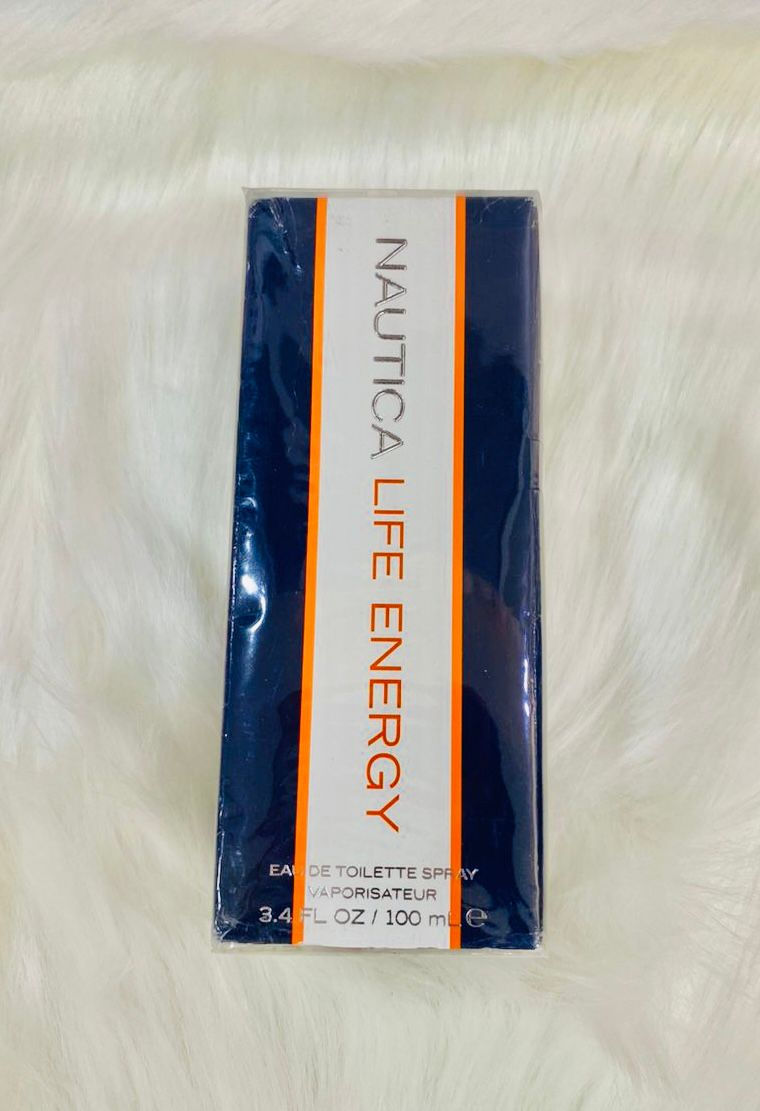 NAUTICA LIFE ENERGY
EAU DE TOILETTE SPRAY
VAPORISATEUR
3.4 FL OZ / 100 mL e